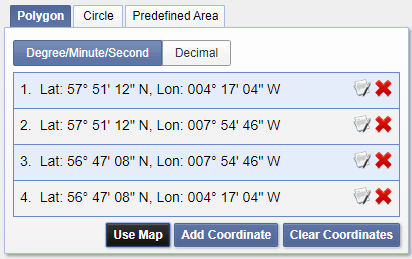 Polygon Circle Predefined Area
Degree/Minute/Second Decimal
1. Lat: 57° 51' 12" N, Lon: 004° 17' 04" W
2. Lat: 57° 51' 12" N, Lon: 007° 54' 46" W
3. Lat: 56° 47' 08" N, Lon: 007° 54' 46" W
4. Lat: 56° 47' 08" N, Lon: 004° 17' 04" W
Use Map Add Coordinate Clear Coordinates